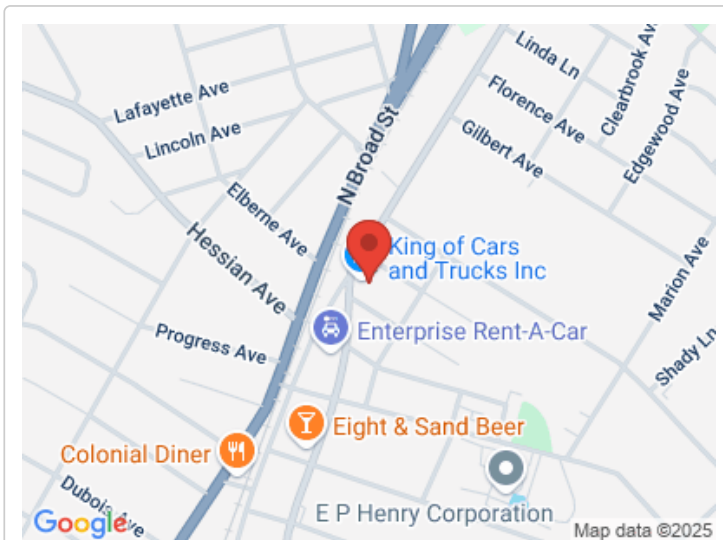 Linda Ln
Clearbrook Ave
Florence Ave
Edgewood Ave
Lafayette Ave
Lincoln Ave
N Broad St
Gilbert Ave
Elberne Ave
Hessian Ave
King of Cars
and Trucks Inc
Marion Ave
Progress Ave
Enterprise Rent-A-Car
Shady Ln
Eight & Sand Beer
Colonial Diner
Dubois Ave
E P Henry Corporation
Google
Map data ©2025